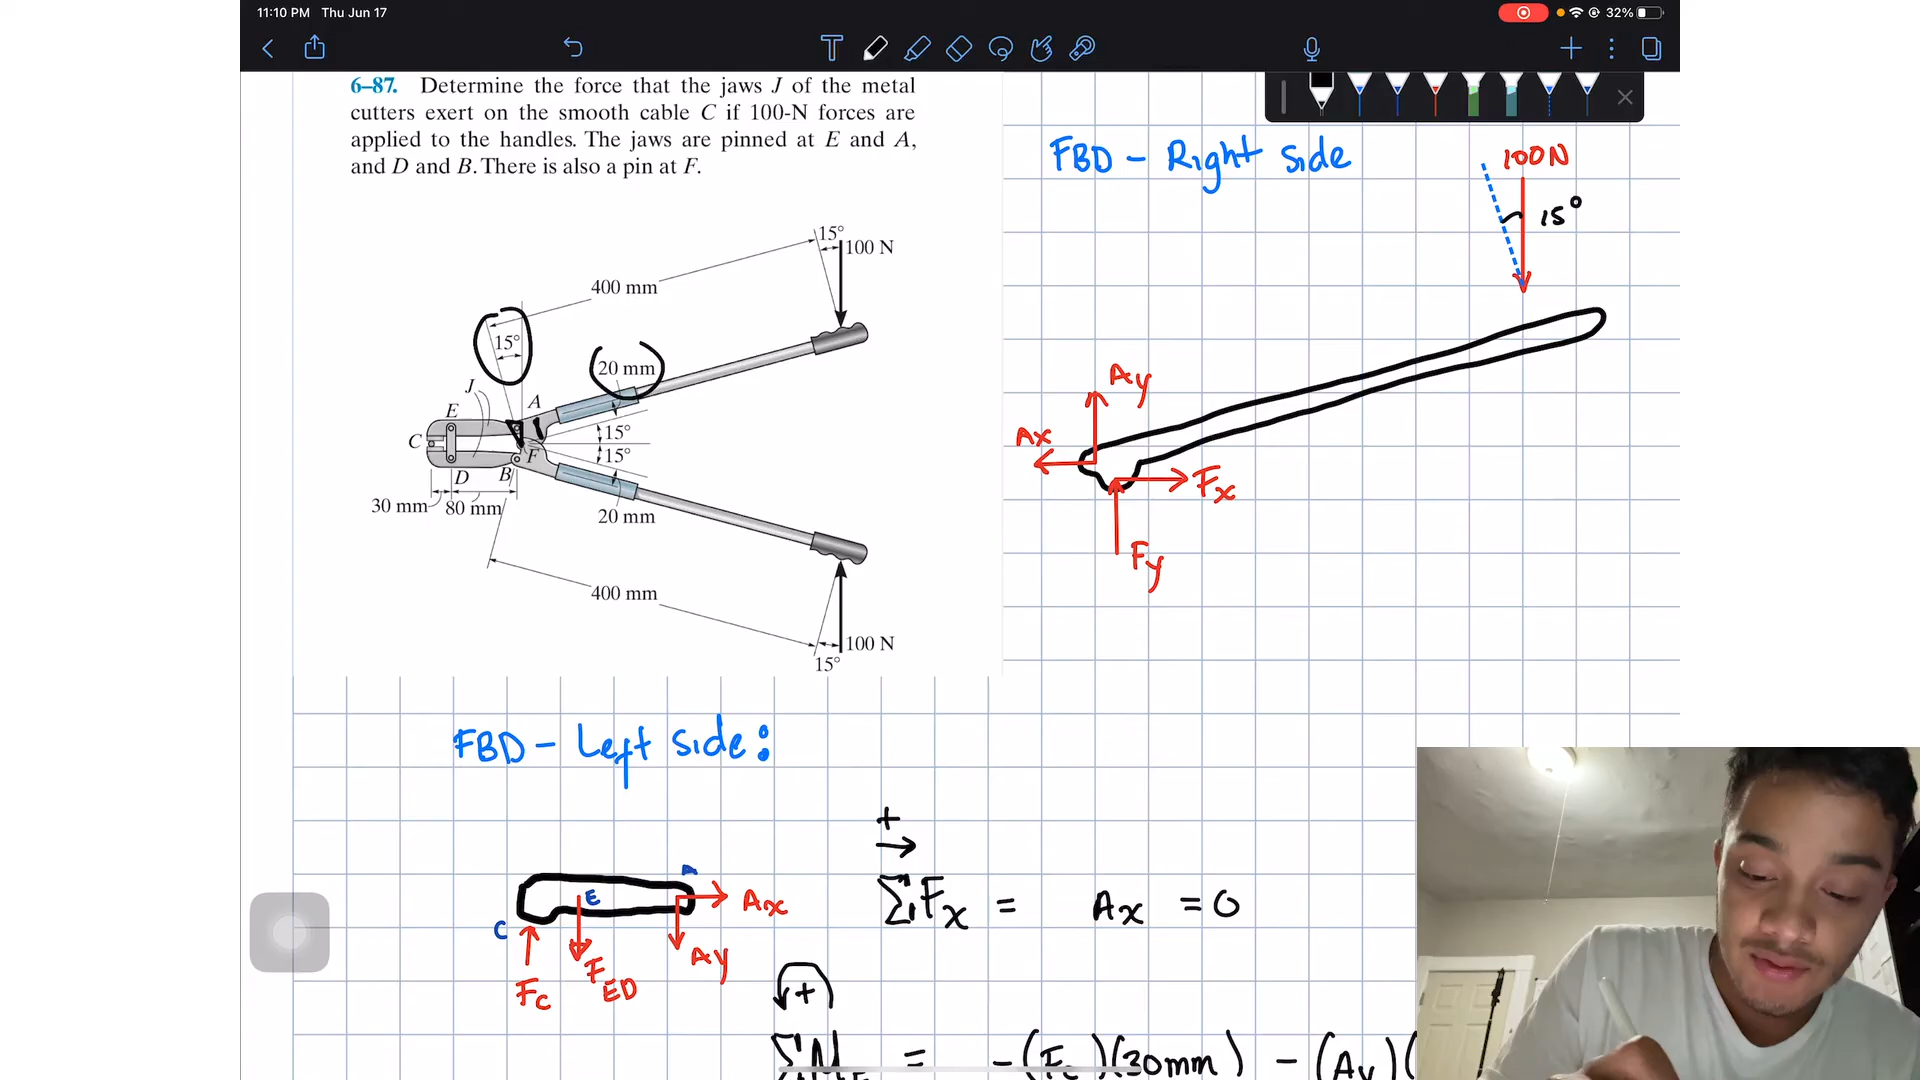 11:10 PM Thu Jun 17
32%
6–87. Determine the force that the jaws J of the metal
cutters exert on the smooth cable C if 100-N forces are
applied to the handles. The jaws are pinned at E and A,
and D and B. There is also a pin at F.
15°
100 N
400 mm
15°
20 mm
J
A
E
C
15°
F
15°
D
B
30 mm
80 mm
20 mm
400 mm
100 N
15°
FBD - Right side
100N
15°
Ay
Ax
Fx
Fy
FBD - Left side:
+
→
ΣFx = Ax = 0
A
E
Ax
C
Ay
F ED
Fc
+
= -(Fc)(30mm) - (Ay)(